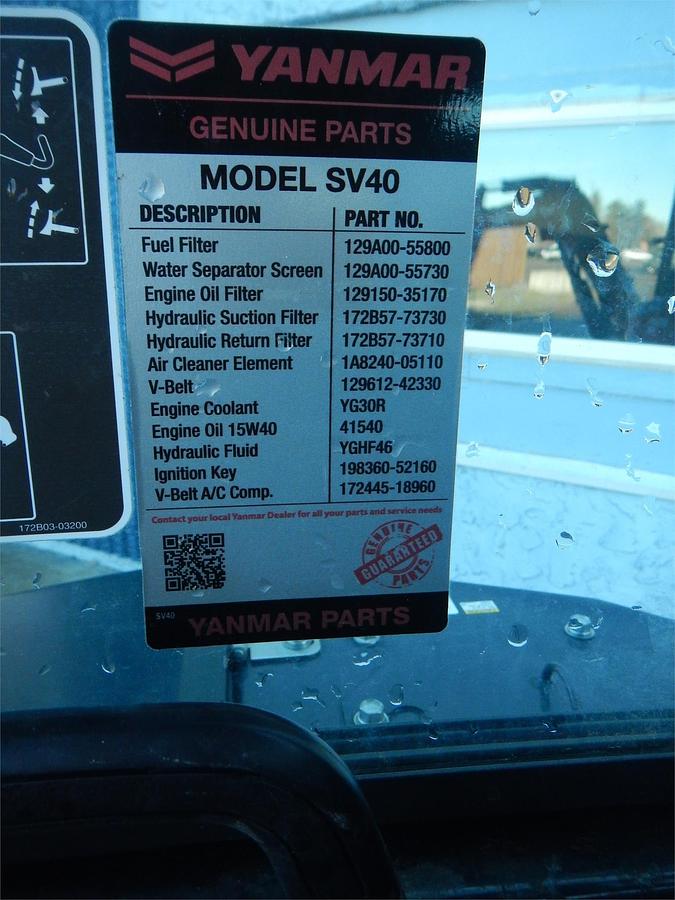 YANMAR
GENUINE PARTS
MODEL SV40
DESCRIPTION PART NO.
Fuel Filter 129A00-55800
Water Separator Screen 129A00-55730
Engine Oil Filter 129150-35170
Hydraulic Suction Filter 172B57-73730
Hydraulic Return Filter 172B57-73710
Air Cleaner Element 1A8240-05110
V-Belt 129612-42330
Engine Coolant YG30R
Engine Oil 15W40 41540
Hydraulic Fluid YGHF46
Ignition Key 198360-52160
V-Belt A/C Comp. 172445-18960
Contact your local Yanmar Dealer for all your parts and service needs
GENUINE
GUARANTEED
PARTS
SV40
YANMAR PARTS
172B03-03200